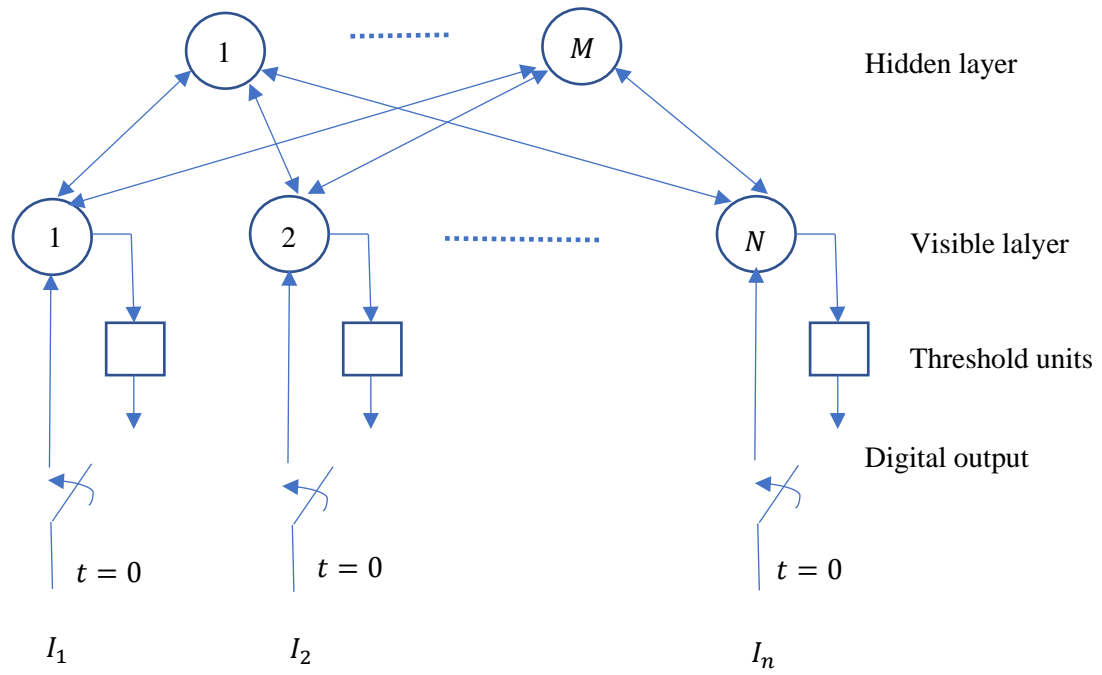 1
M
Hidden layer
1
2
N
Visible lalyer
Threshold units
Digital output
t = 0
t = 0
t = 0
I₁
I₂
Iₙ